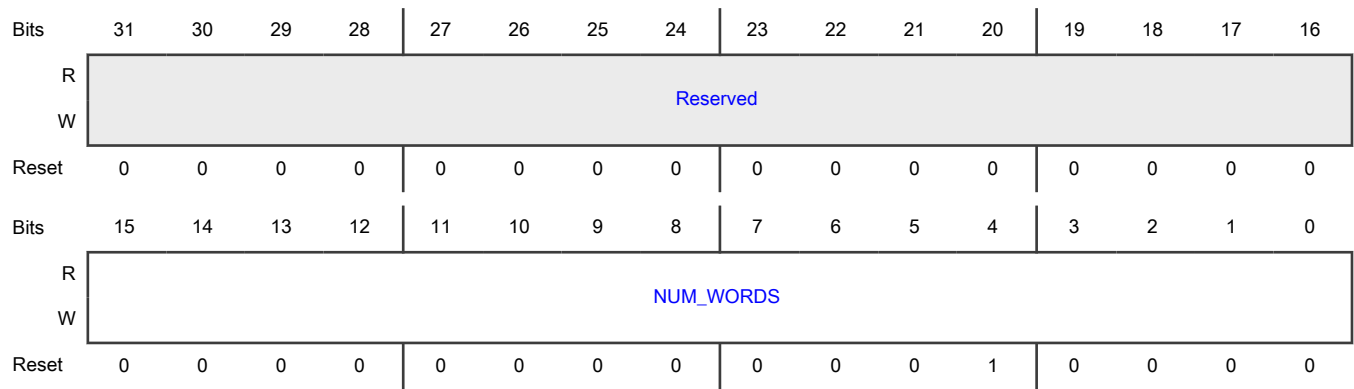 Bits 31 30 29 28 27 26 25 24 23 22 21 20 19 18 17 16
R
Reserved
W
Reset 0 0 0 0 0 0 0 0 0 0 0 0 0 0 0 0
Bits 15 14 13 12 11 10 9 8 7 6 5 4 3 2 1 0
R
NUM_WORDS
W
Reset 0 0 0 0 0 0 0 0 0 0 0 1 0 0 0 0